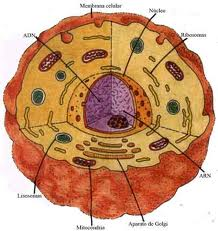 Membrana celular
Núcleo
ADN
Ribosomas
ARN
Lisosomas
Aparato de Golgi
Mitocondria